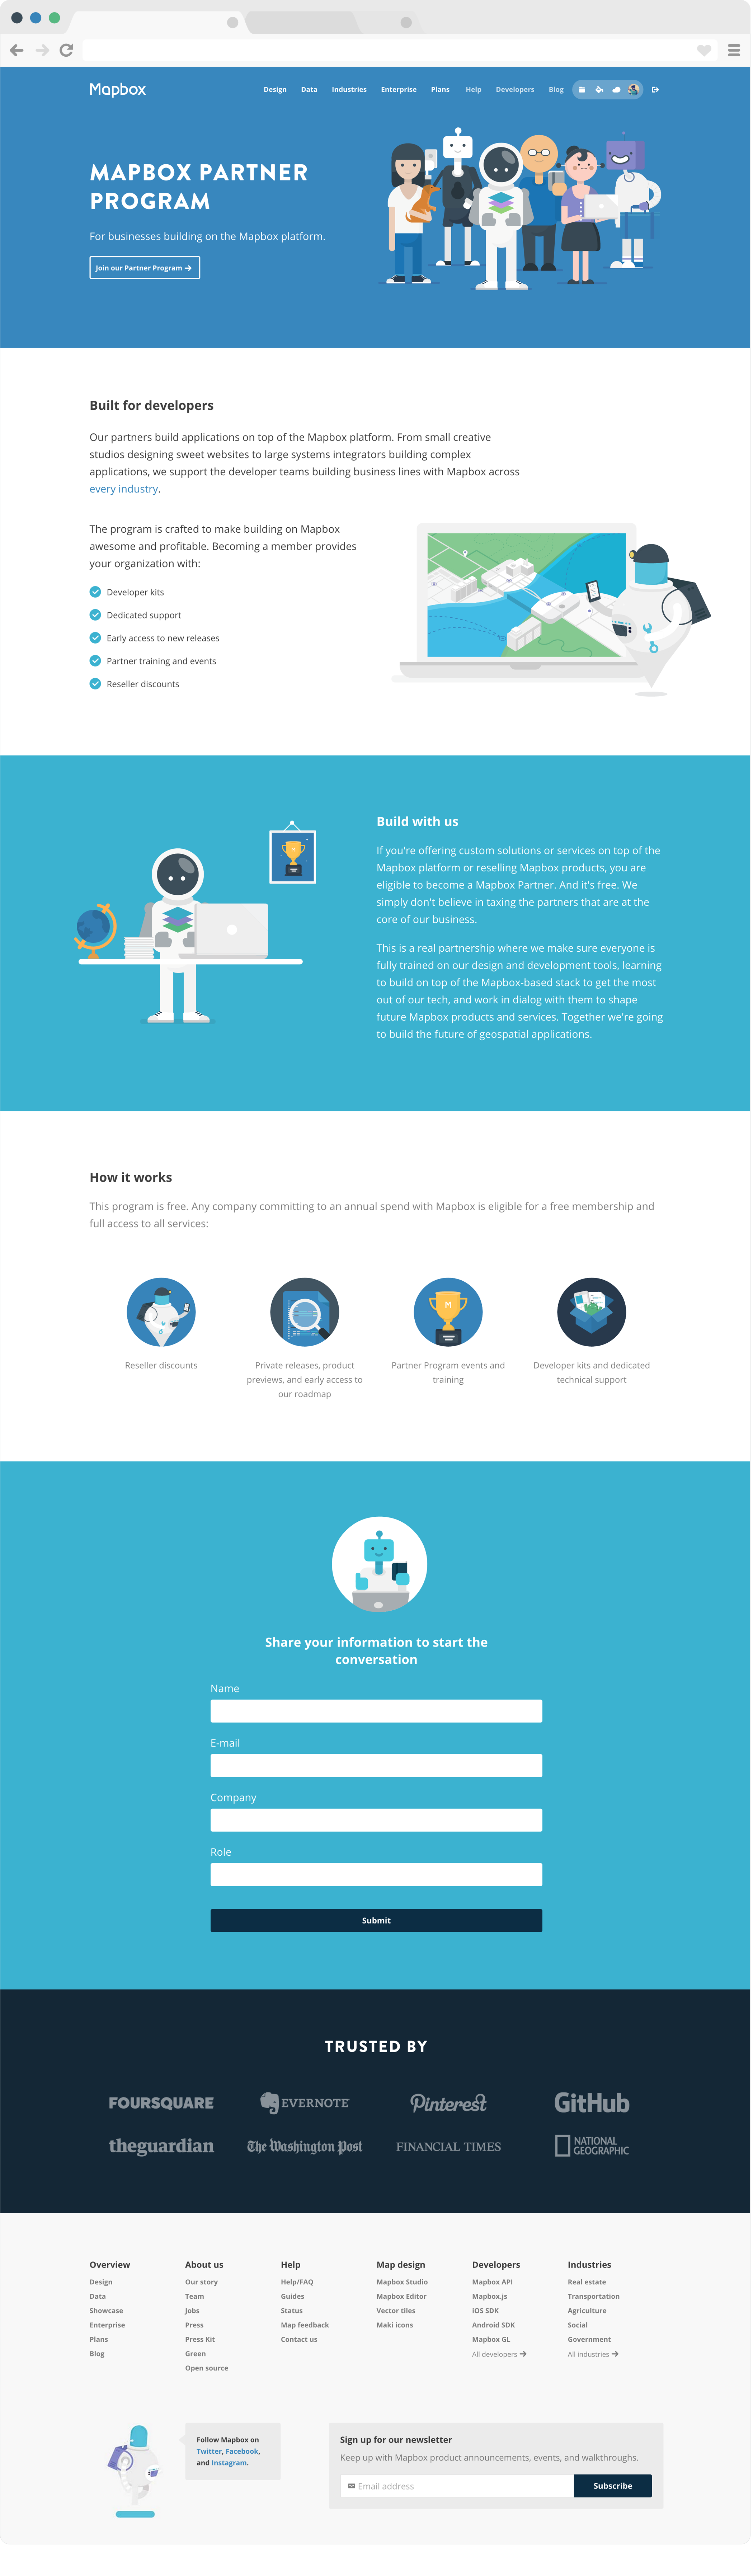 Mapbox
Design Data Industries Enterprise Plans Help Developers Blog
MAPBOX PARTNER
PROGRAM
For businesses building on the Mapbox platform.
Join our Partner Program →
Built for developers
Our partners build applications on top of the Mapbox platform. From small creative
studios designing sweet websites to large systems integrators building complex
applications, we support the developer teams building business lines with Mapbox across
every industry.
The program is crafted to make building on Mapbox
awesome and profitable. Becoming a member provides
your organization with:
Developer kits
Dedicated support
Early access to new releases
Partner training and events
Reseller discounts
Build with us
If you're offering custom solutions or services on top of the
Mapbox platform or reselling Mapbox products, you are
eligible to become a Mapbox Partner. And it's free. We
simply don't believe in taxing the partners that are at the
core of our business.
This is a real partnership where we make sure everyone is
fully trained on our design and development tools, learning
to build on top of the Mapbox-based stack to get the most
out of our tech, and work in dialog with them to shape
future Mapbox products and services. Together we're going
to build the future of geospatial applications.
How it works
This program is free. Any company committing to an annual spend with Mapbox is eligible for a free membership and
full access to all services:
M
Reseller discounts
Private releases, product
previews, and early access to
our roadmap
Partner Program events and
training
Developer kits and dedicated
technical support
Share your information to start the
conversation
Name
E-mail
Company
Role
Submit
TRUSTED BY
FOURSQUARE EVERNOTE Pinterest GitHub
theguardian The Washington Post FINANCIAL TIMES NATIONAL
GEOGRAPHIC
Overview
Design
Data
Showcase
Enterprise
Plans
Blog
About us
Our story
Team
Jobs
Press
Press Kit
Green
Open source
Help
Help/FAQ
Guides
Status
Map feedback
Contact us
Map design
Mapbox Studio
Mapbox Editor
Vector tiles
Maki icons
Developers
Mapbox API
Mapbox.js
iOS SDK
Android SDK
Mapbox GL
All developers →
Industries
Real estate
Transportation
Agriculture
Social
Government
All industries →
Follow Mapbox on
Twitter, Facebook,
and Instagram.
Sign up for our newsletter
Keep up with Mapbox product announcements, events, and walkthroughs.
Email address
Subscribe